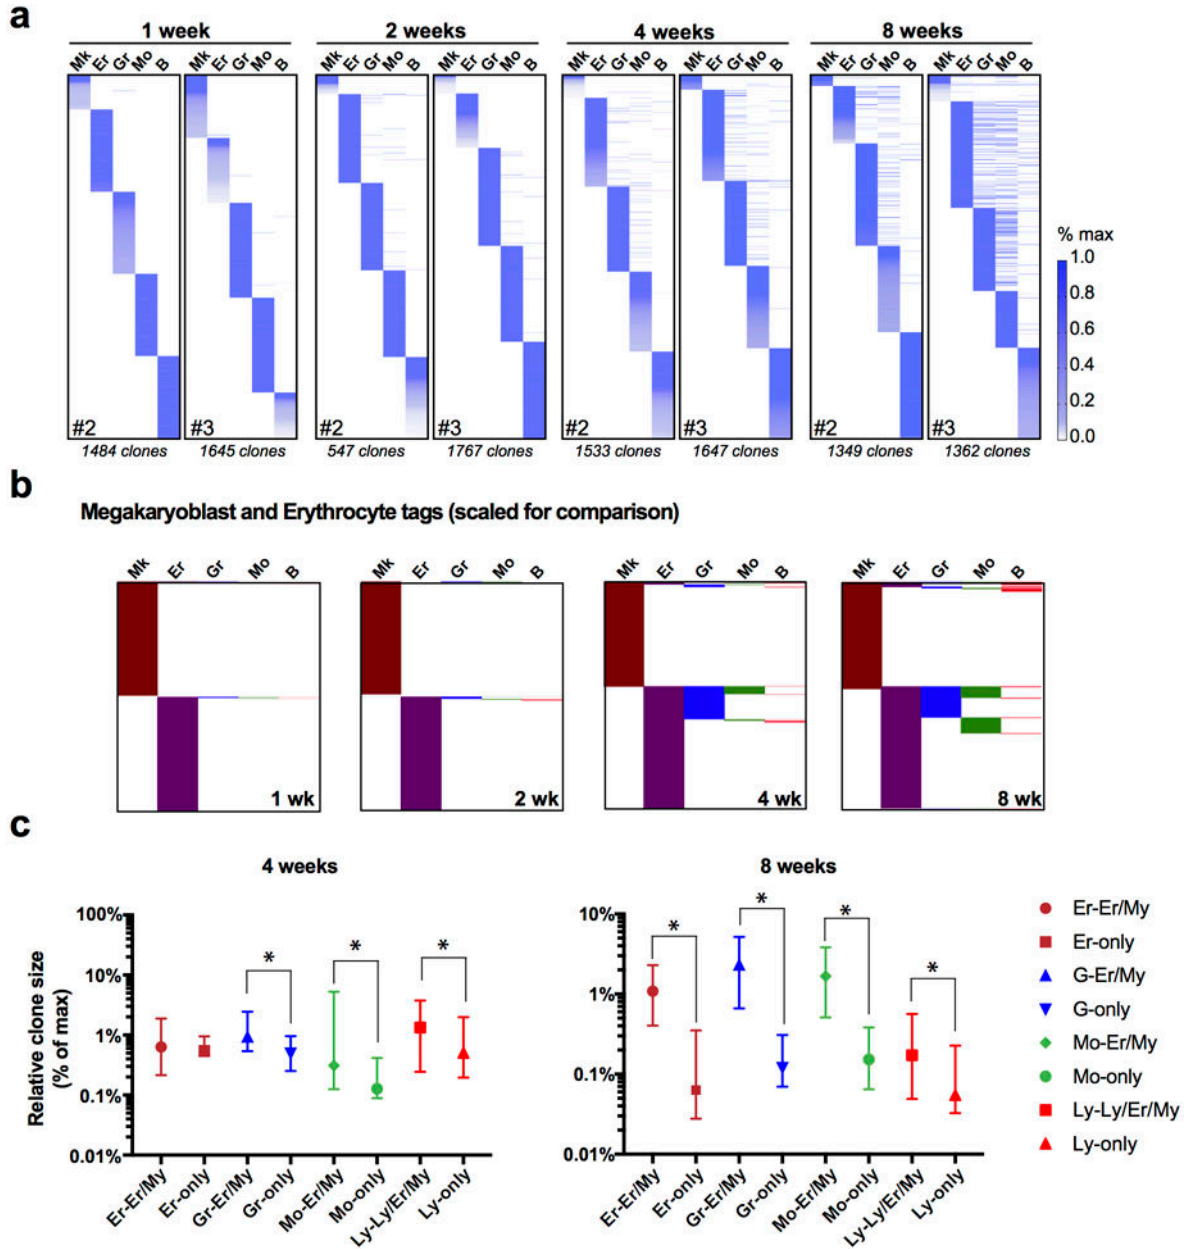 a
1 week 2 weeks 4 weeks 8 weeks
Mk Er Gr Mo B Mk Er Gr Mo B Mk Er Gr Mo B Mk Er Gr Mo B Mk Er Gr Mo B Mk Er Gr Mo B Mk Er Gr Mo B Mk Er Gr Mo B
% max
1.0
0.8
0.6
0.4
0.2
0.0
#2 #3 #2 #3 #2 #3 #2 #3
1484 clones 1645 clones 547 clones 1767 clones 1533 clones 1647 clones 1349 clones 1362 clones
b
Megakaryoblast and Erythrocyte tags (scaled for comparison)
Mk Er Gr Mo B Mk Er Gr Mo B Mk Er Gr Mo B Mk Er Gr Mo B
1 wk 2 wk 4 wk 8 wk
c
4 weeks
Relative clone size
(% of max)
100%
10%
1%
0.1%
0.01%
* * *
Er-Er/My Er-only Gr-Er/My Gr-only Mo-Er/My Mo-only Ly-Ly/Er/My Ly-only
8 weeks
10%
1%
0.1%
0.01%
* * * *
Er-Er/My Er-only Gr-Er/My Gr-only Mo-Er/My Mo-only Ly-Ly/Er/My Ly-only
Er-Er/My
Er-only
G-Er/My
G-only
Mo-Er/My
Mo-only
Ly-Ly/Er/My
Ly-only